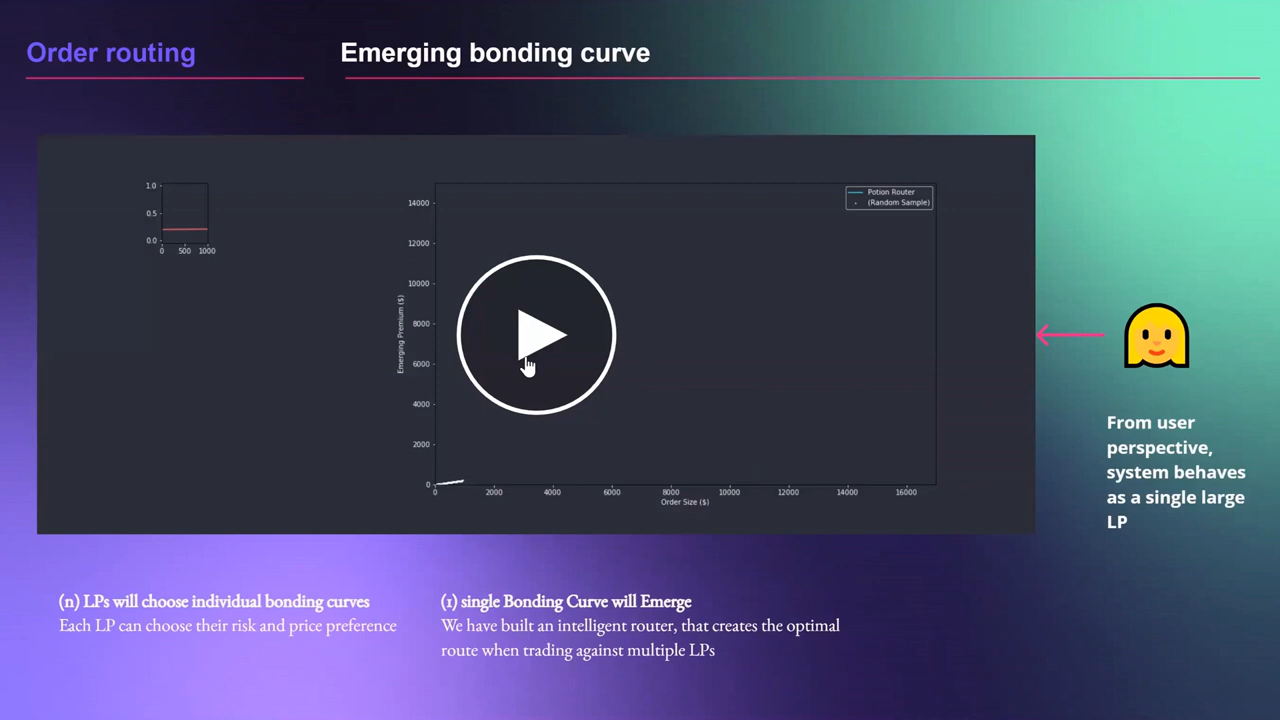 Order routing
Emerging bonding curve
1.0
0.5
0.0
0 500 1000
14000
12000
10000
8000
6000
4000
2000
0
Emerging Premium ($)
0 2000 4000 6000 8000 10000 12000 14000 16000
Order Size ($)
Potion Router
(Random Sample)
From user
perspective,
system behaves
as a single large
LP
(n) LPs will choose individual bonding curves
Each LP can choose their risk and price preference
(1) single Bonding Curve will Emerge
We have built an intelligent router, that creates the optimal
route when trading against multiple LPs